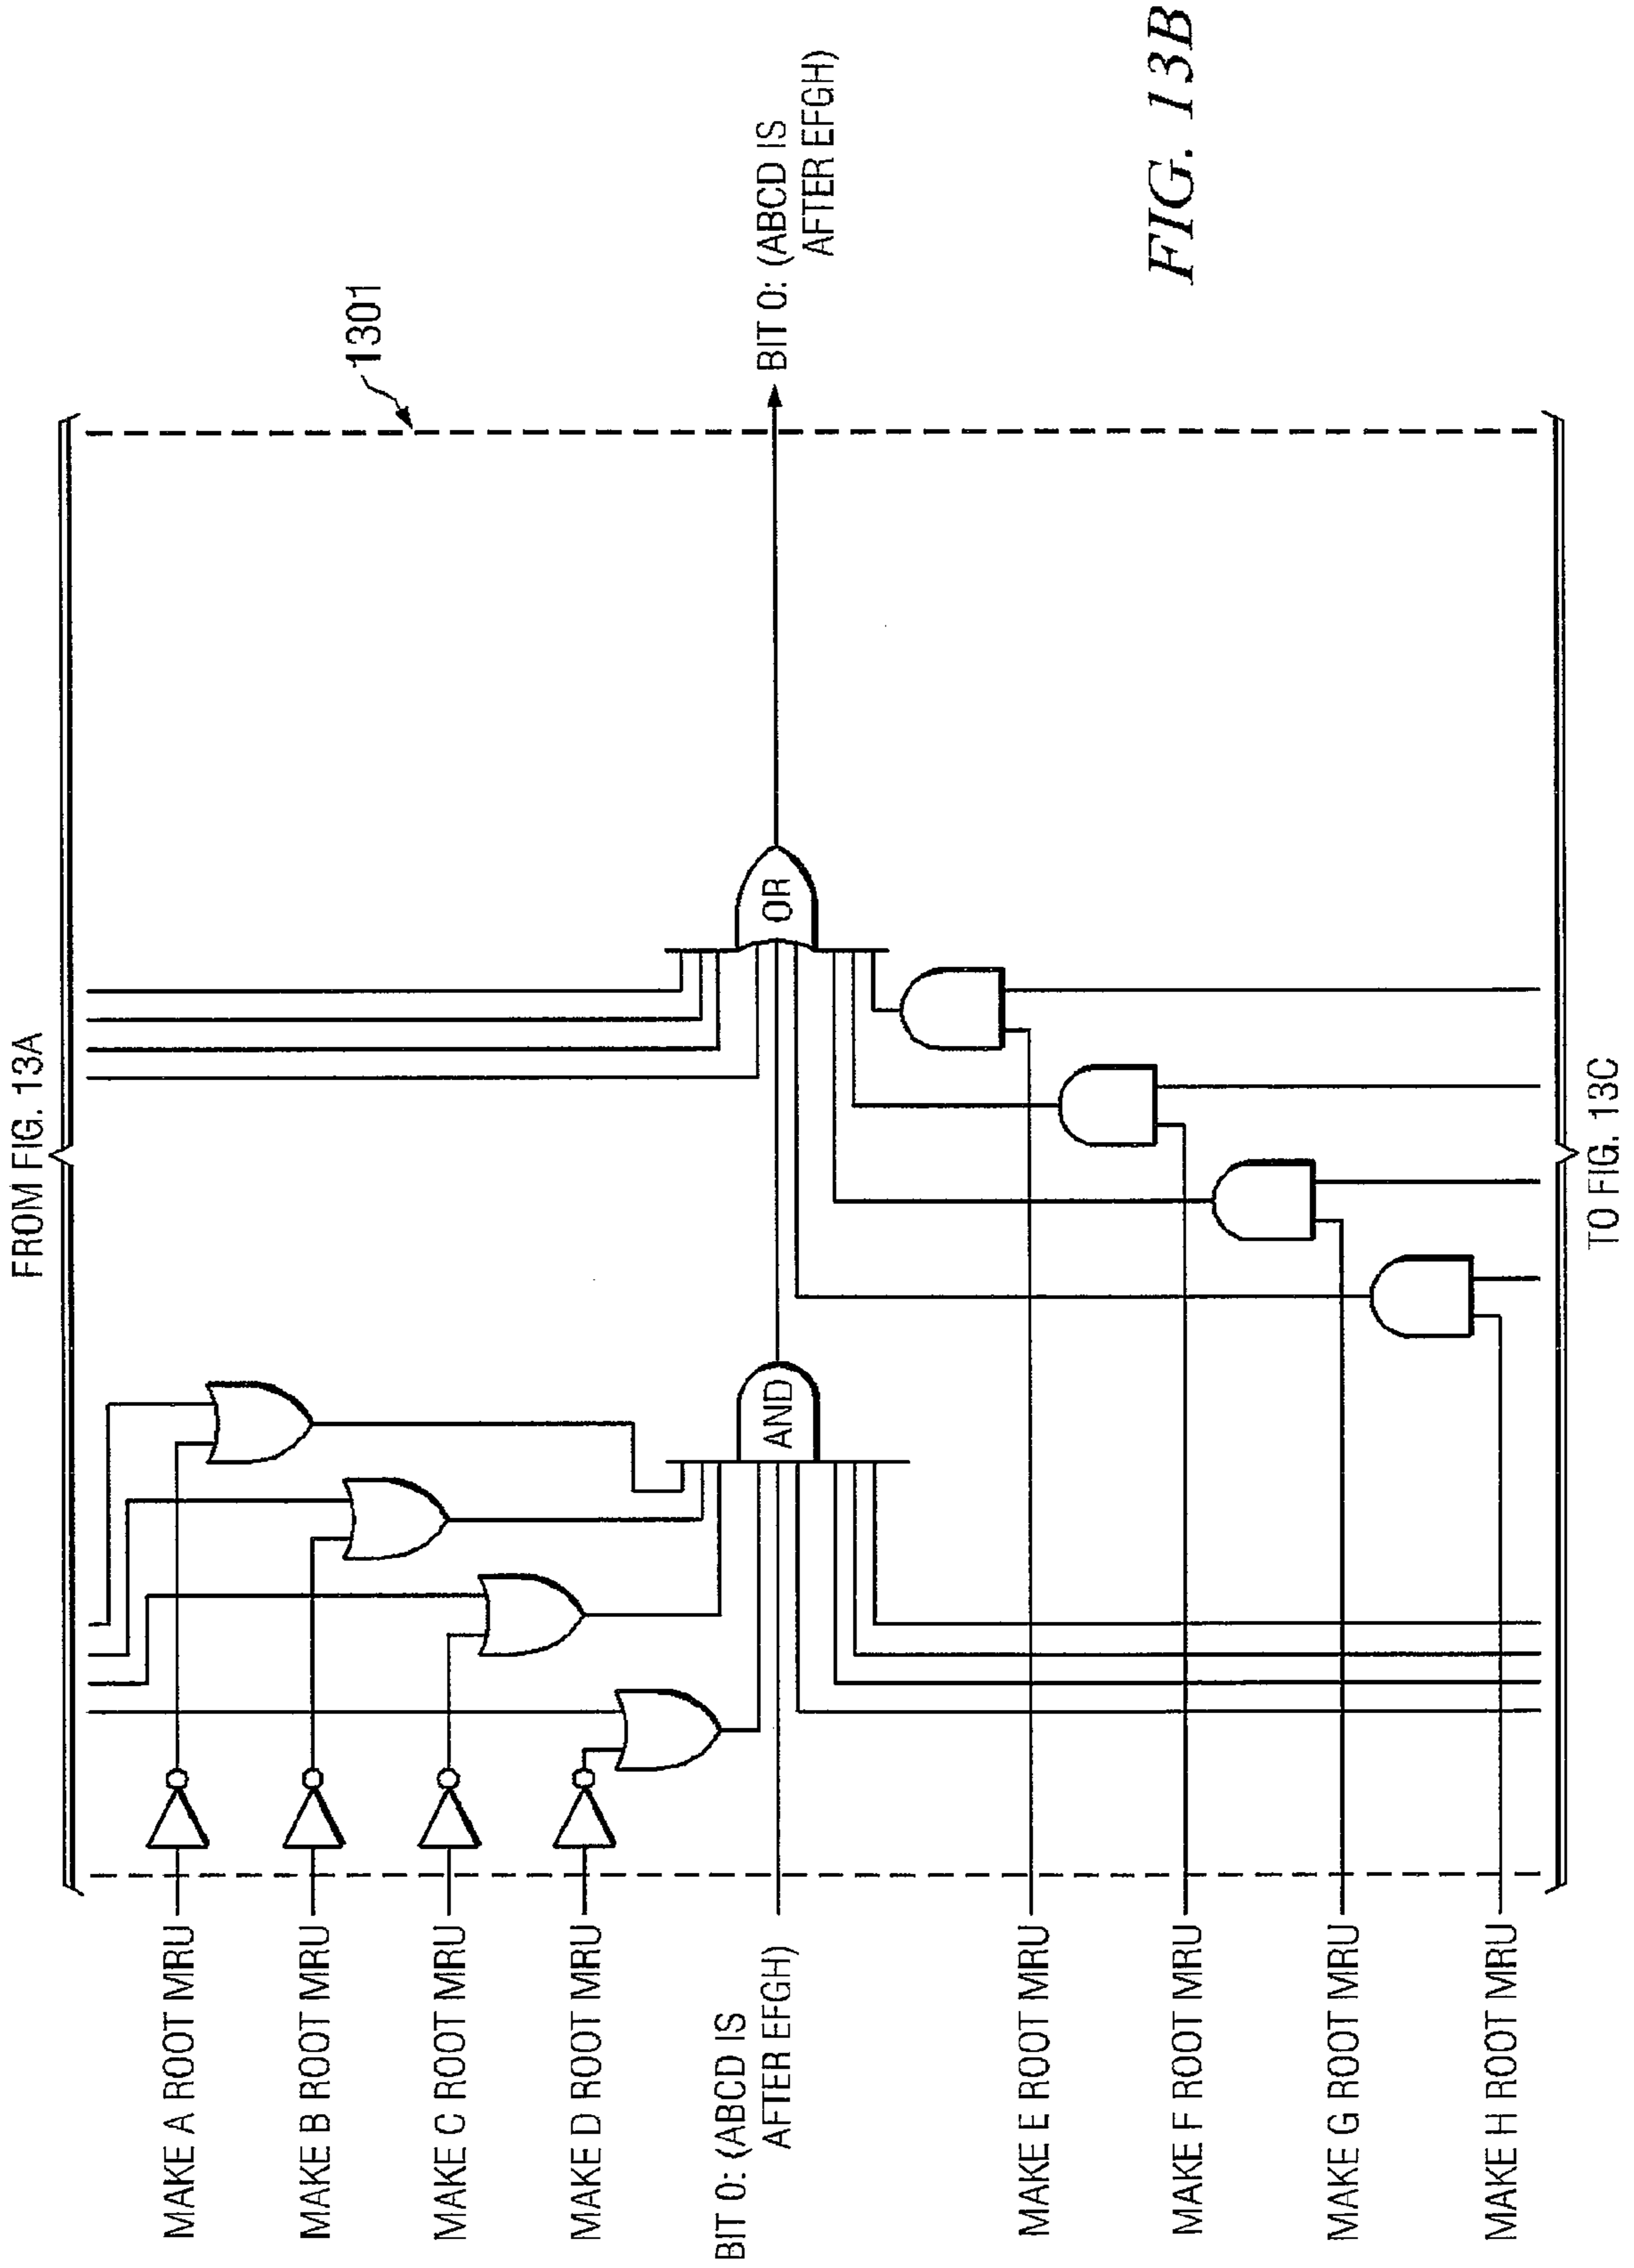 FROM FIG. 13A
1301
MAKE A ROOT MRU
MAKE B ROOT MRU
MAKE C ROOT MRU
MAKE D ROOT MRU
BIT 0: (ABCD IS
AFTER EFGH)
AND
OR
BIT 0: (ABCD IS
AFTER EFGH)
MAKE E ROOT MRU
MAKE F ROOT MRU
MAKE G ROOT MRU
MAKE H ROOT MRU
TO FIG. 13C
FIG. 13B